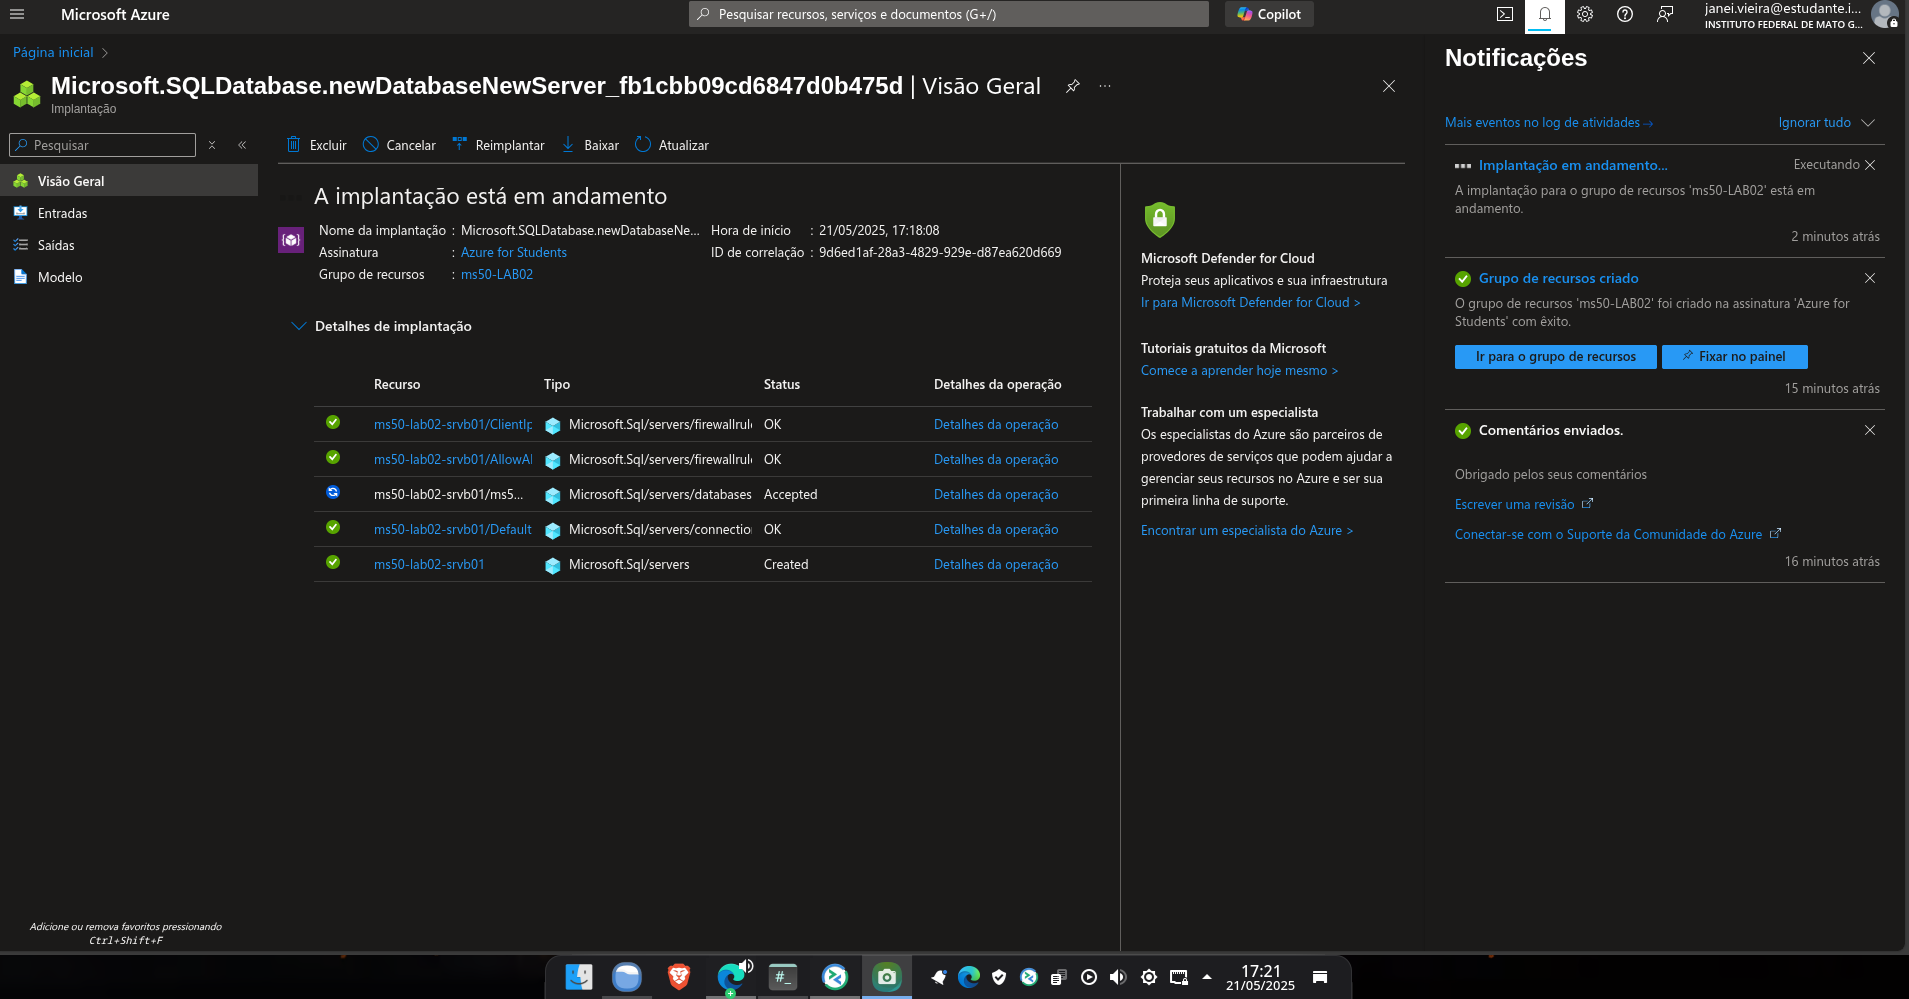 Microsoft Azure
Pesquisar recursos, serviços e documentos (G+/)
Copilot
janei.vieira@estudante.i...
INSTITUTO FEDERAL DE MATO G...
Página inicial
Microsoft.SQLDatabase.newDatabaseNewServer_fb1cbb09cd6847d0b475d | Visão Geral
Implantação
Pesquisar
Visão Geral
Entradas
Saídas
Modelo
Adicione ou remova favoritos pressionando
Ctrl+Shift+F
Excluir Cancelar Reimplantar Baixar Atualizar
A implantação está em andamento
Nome da implantação : Microsoft.SQLDatabase.newDatabaseNe... Hora de início : 21/05/2025, 17:18:08
Assinatura : Azure for Students ID de correlação : 9d6ed1af-28a3-4829-929e-d87ea620d669
Grupo de recursos : ms50-LAB02
Detalhes de implantação
Recurso Tipo Status Detalhes da operação
ms50-lab02-srvb01/ClientIp Microsoft.Sql/servers/firewallrul OK Detalhes da operação
ms50-lab02-srvb01/AllowAl Microsoft.Sql/servers/firewallrul OK Detalhes da operação
ms50-lab02-srvb01/ms5... Microsoft.Sql/servers/databases Accepted Detalhes da operação
ms50-lab02-srvb01/Default Microsoft.Sql/servers/connectio Ok Detalhes da operação
ms50-lab02-srvb01 Microsoft.Sql/servers Created Detalhes da operação
Microsoft Defender for Cloud
Proteja seus aplicativos e sua infraestrutura
Ir para Microsoft Defender for Cloud >
Tutoriais gratuitos da Microsoft
Comece a aprender hoje mesmo >
Trabalhar com um especialista
Os especialistas do Azure são parceiros de
provedores de serviços que podem ajudar a
gerenciar seus recursos no Azure e ser sua
primeira linha de suporte.
Encontrar um especialista do Azure >
Notificações
Mais eventos no log de atividades→ Ignorar tudo
Implantação em andamento... Executando
A implantação para o grupo de recursos 'ms50-LAB02' está em
andamento.
2 minutos atrás
Grupo de recursos criado
O grupo de recursos 'ms50-LAB02' foi criado na assinatura 'Azure for
Students' com êxito.
Ir para o grupo de recursos Fixar no painel
15 minutos atrás
Comentários enviados.
Obrigado pelos seus comentários
Escrever uma revisão
Conectar-se com o Suporte da Comunidade do Azure
16 minutos atrás
#_
17:21
21/05/2025